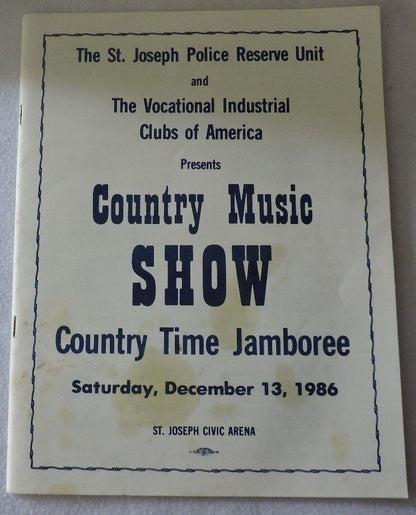 The St. Joseph Police Reserve Unit
and
The Vocational Industrial
Clubs of America
Presents
Country Music
SHOW
Country Time Jamboree
Saturday, December 13, 1986
ST. JOSEPH CIVIC ARENA